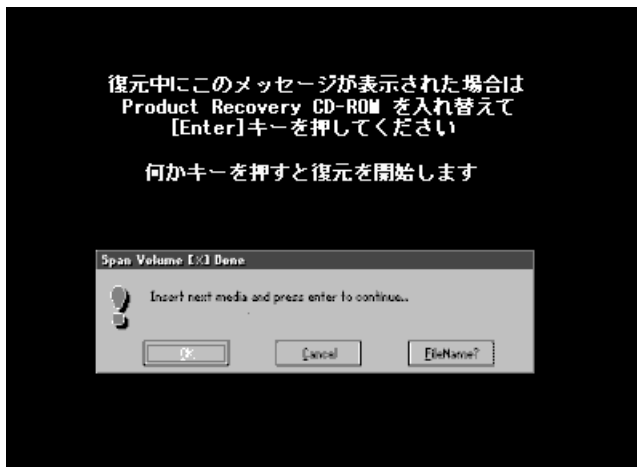 復元中にこのメッセージが表示された場合は
Product Recovery CD-ROM を入れ替えて
[Enter]キーを押してください
何かキーを押すと復元を開始します
Span Volume [X] Done
Insert next media and press enter to continue..
OK
Cancel
FileName?